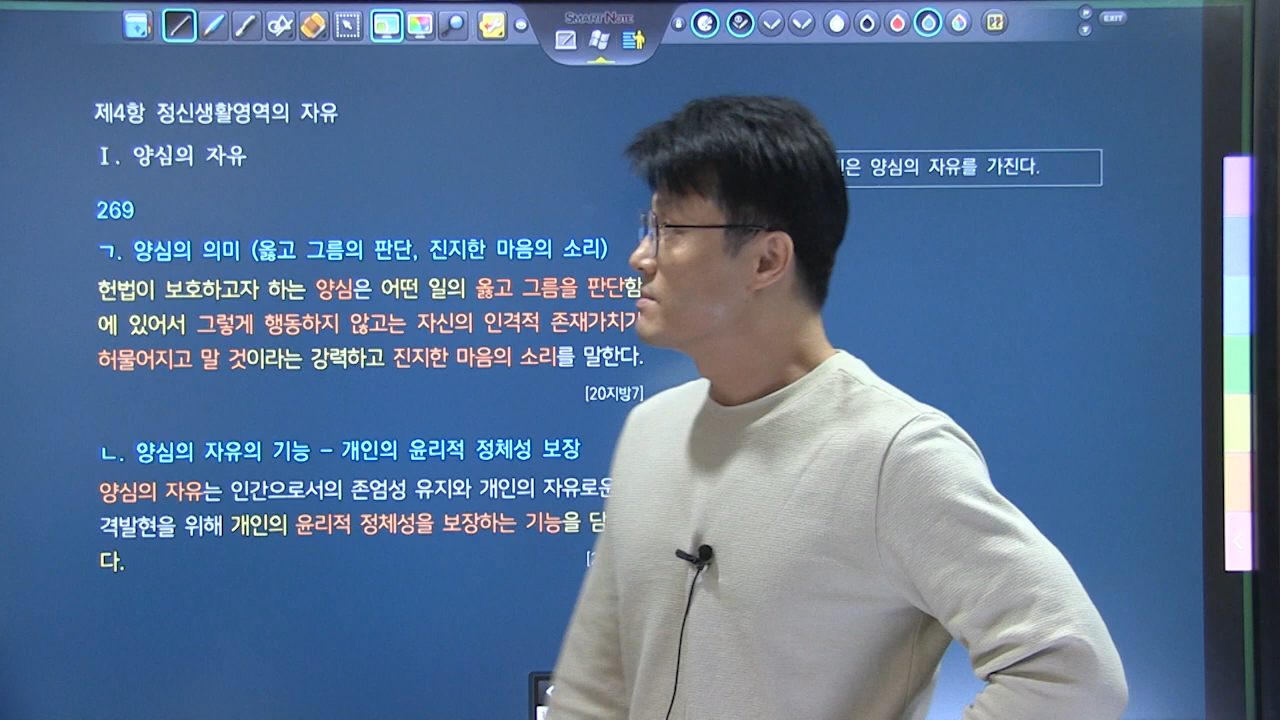 SMART NOTE
EXIT
제4항 정신생활영역의 자유
Ⅰ. 양심의 자유
은 양심의 자유를 가진다.
269
ㄱ. 양심의 의미 (옳고 그름의 판단, 진지한 마음의 소리)
헌법이 보호하고자 하는 양심은 어떤 일의 옳고 그름을 판단함
에 있어서 그렇게 행동하지 않고는 자신의 인격적 존재가치가
허물어지고 말 것이라는 강력하고 진지한 마음의 소리를 말한다.
[20지방7]
ㄴ. 양심의 자유의 기능 - 개인의 윤리적 정체성 보장
양심의 자유는 인간으로서의 존엄성 유지와 개인의 자유로운
격발현을 위해 개인의 윤리적 정체성을 보장하는 기능을 담
다.